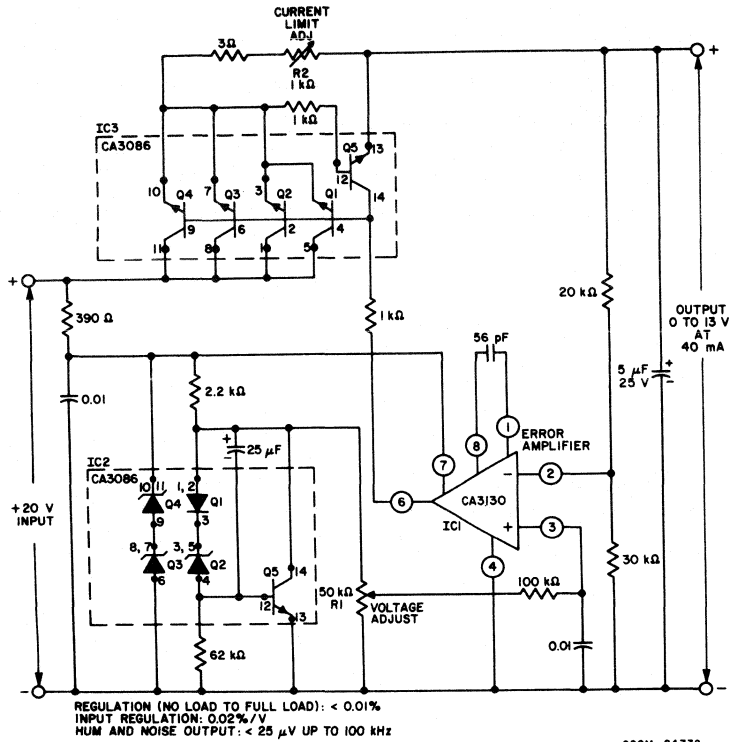 CURRENT
LIMIT
ADJ
3Ω
R2
1 kΩ
1 kΩ
IC3
CA3086
Q5
13
12
14
10
Q4
7
Q3
3
Q2
Q1
9
6
2
4
11
8
1
5
+
+
390 Ω
1 kΩ
20 kΩ
OUTPUT
0 TO 13 V
AT
40 mA
56 pF
0.01
2.2 kΩ
5 µF
25 V
+
-
1
ERROR
AMPLIFIER
8
7
+
-
25 µF
IC2
CA3086
10
11
1, 2
Q4
Q1
9
3
6
-
CA3130
IC1
+
2
3
+20 V
INPUT
8, 7
3, 5
Q3
Q2
6
4
Q5
14
12
13
4
50 kΩ
R1
VOLTAGE
ADJUST
100 kΩ
30 kΩ
62 kΩ
0.01
-
-
REGULATION (NO LOAD TO FULL LOAD): < 0.01%
INPUT REGULATION: 0.02%/V
HUM AND NOISE OUTPUT: < 25 µV UP TO 100 kHz